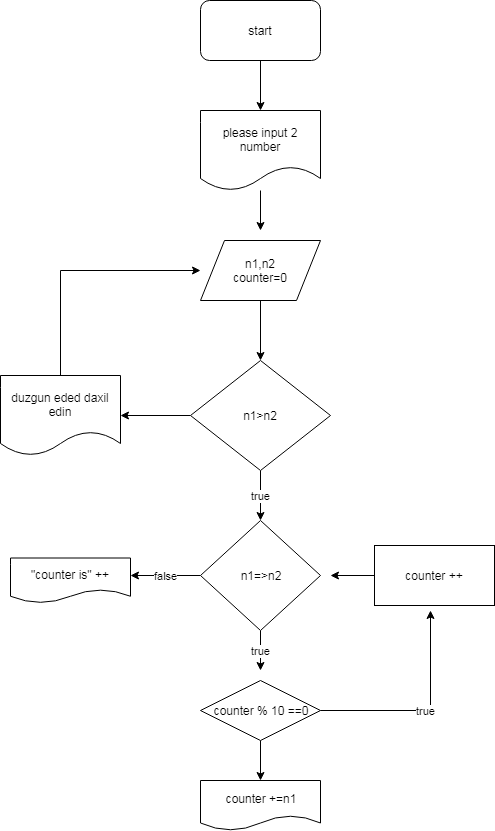 start
please input 2
number
n1,n2
counter=0
duzgun eded daxil
edin
n1>n2
true
"counter is" ++
false
n1=>n2
counter ++
true
counter % 10 ==0
true
counter +=n1